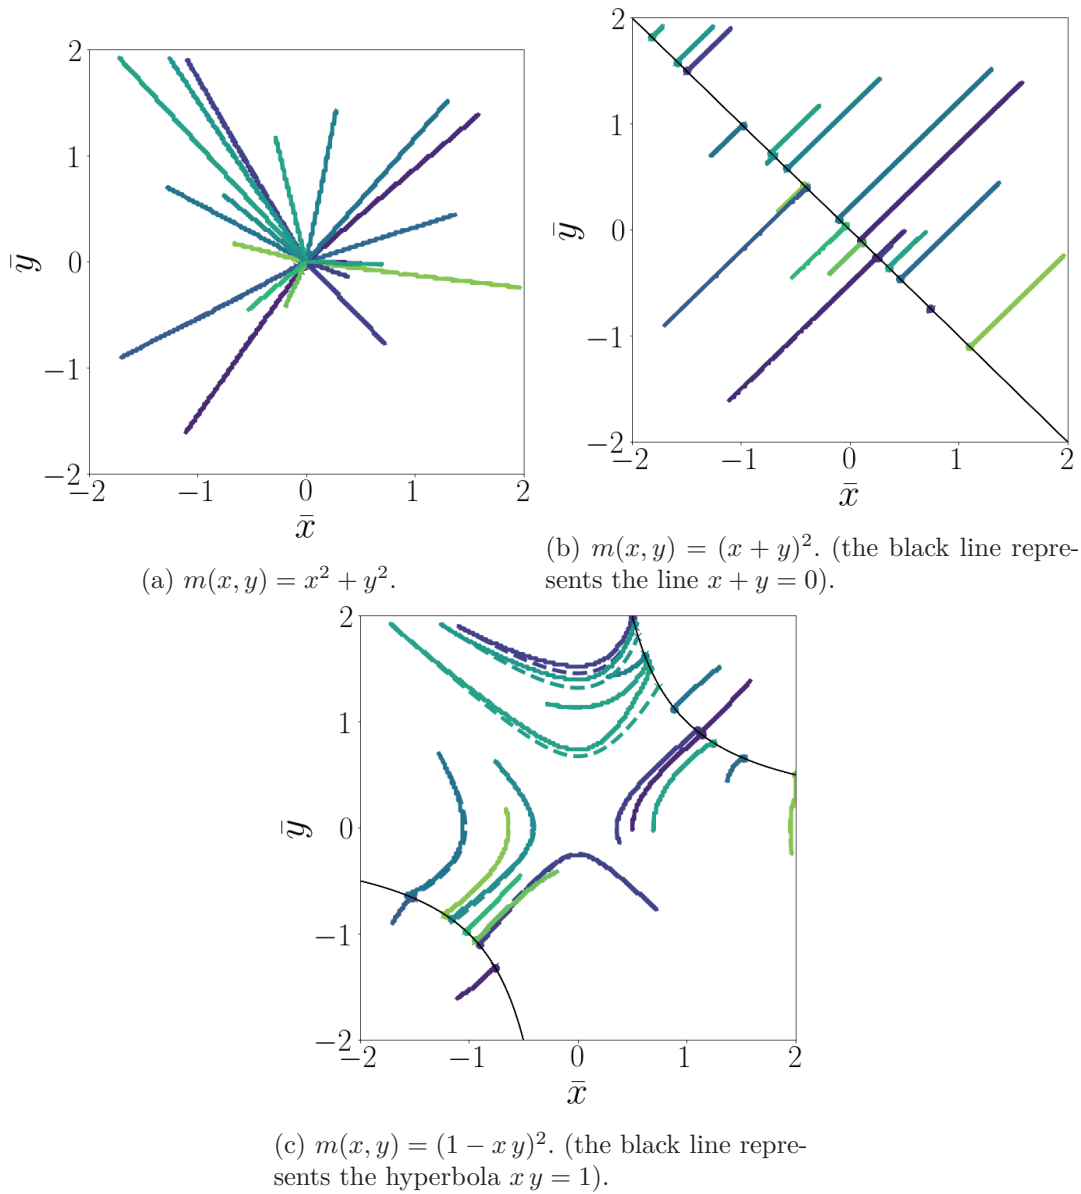 2
1
0
−1
−2
−2
−1
0
1
2
x̄
ȳ
(a) m(x, y) = x² + y².
2
1
0
−1
−2
−2
−1
0
1
2
x̄
ȳ
(b) m(x, y) = (x + y)². (the black line repre-
sents the line x + y = 0).
2
1
0
−1
−2
−2
−1
0
1
2
x̄
ȳ
(c) m(x, y) = (1 − x y)². (the black line repre-
sents the hyperbola x y = 1).